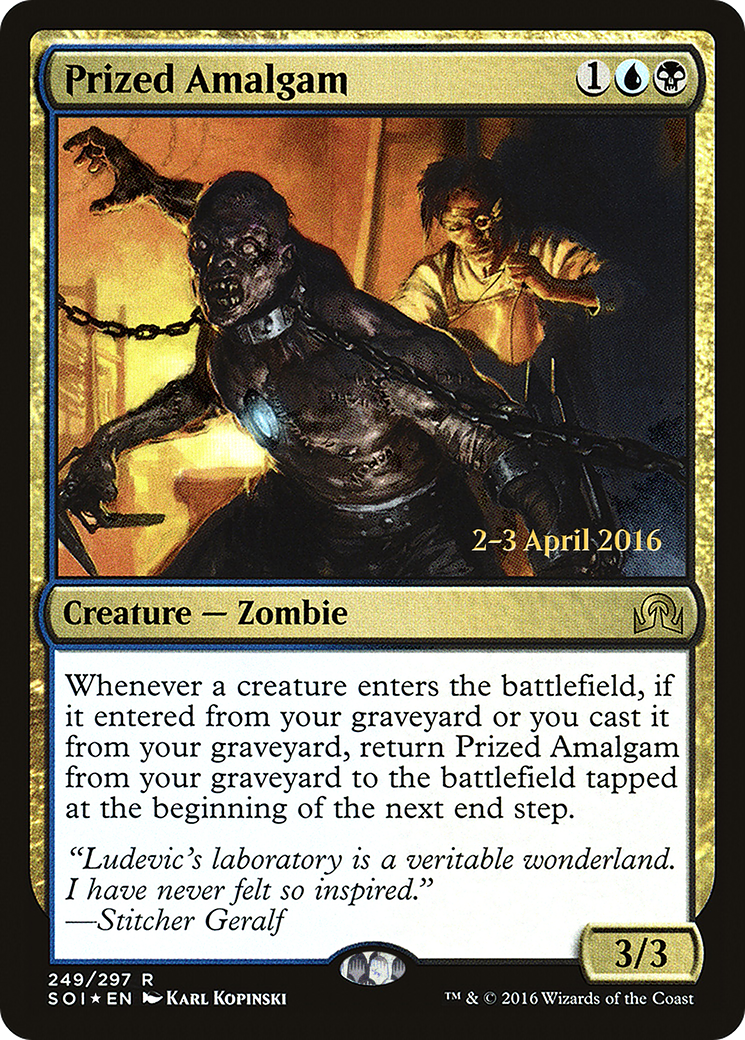 Prized Amalgam
1
2–3 April 2016
Creature — Zombie
Whenever a creature enters the battlefield, if
it entered from your graveyard or you cast it
from your graveyard, return Prized Amalgam
from your graveyard to the battlefield tapped
at the beginning of the next end step.
“Ludevic’s laboratory is a veritable wonderland.
I have never felt so inspired.”
—Stitcher Geralf
3/3
249/297 R
SOI★EN Karl Kopinski
™ & © 2016 Wizards of the Coast